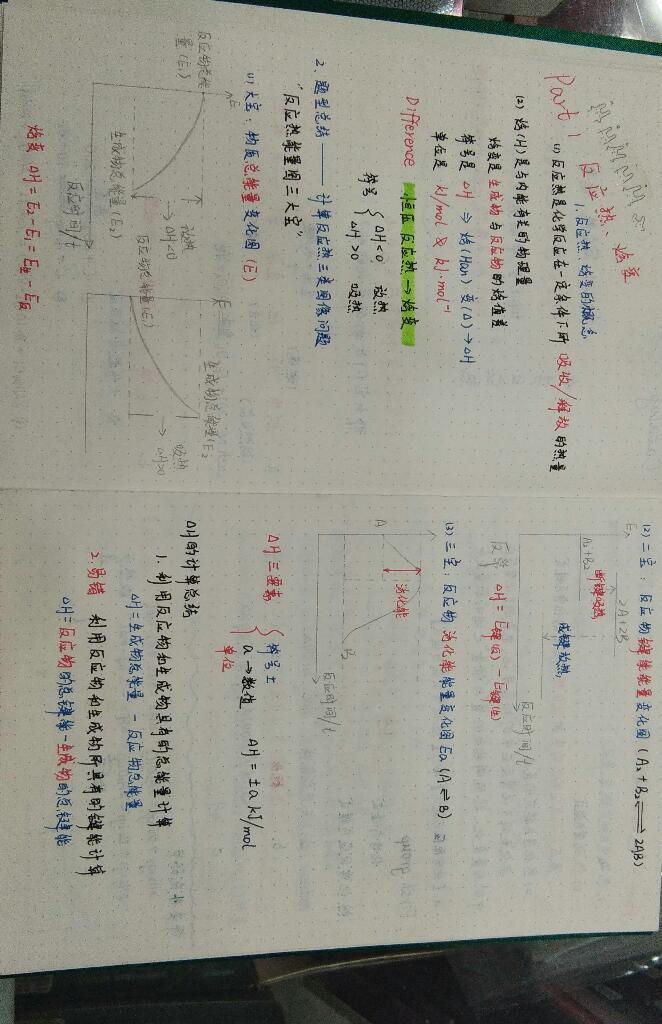 Part 1 反应热、焓变
1. 反应热、焓变的概念
(1) 反应热是化学反应在一定条件下所 吸收/释放 的热量
(2) 焓(H)是与内能有关的物理量
焓变是生成物与反应物的焓值差
符号是 ΔH ⇒ 焓(Han) 变(Δ) → ΔH
单位是 kJ/mol 或 kJ·mol⁻¹
Difference 恒压反应热→焓变
符号 { ΔH<0 放热
ΔH>0 吸热
2. 题型总结 —— 计算反应热三类图像问题
"反应热能量图三大宝"
(1) 大宝：物质总能量变化图 (E)
E
反应物总能量 (E₁)
生成物总能量 (E₂)
放热
→ ΔH<0
反应时间/t
E
反应物总能量(E₁)
生成物总能量(E₂
吸热
→ ΔH>0
焓变 ΔH = E₂ - E₁ = E生 - E反
(2) 二宝：反应物键能能量变化图 (A₂ + B₂ ⇌ 2AB)
2A+2B
A₂+B₂
断键吸热
成键放热
反应时间/t
ΔH = E键(反) - E键(生)
(3) 三宝：反应物活化能能量变化图 Ea (A ⇌ B)
A
活化能
B
反应时间/t
ΔH 三要素 { 符号 ±
a → 数值
单位
ΔH = ±a kJ/mol
ΔH的计算总结
1. 利用反应物和生成物具有的总能量计算
ΔH = 生成物总能量 - 反应物总能量
2. 易错 利用反应物和生成物所具有的键能计算
ΔH = 反应物的总键能 - 生成物的总键能